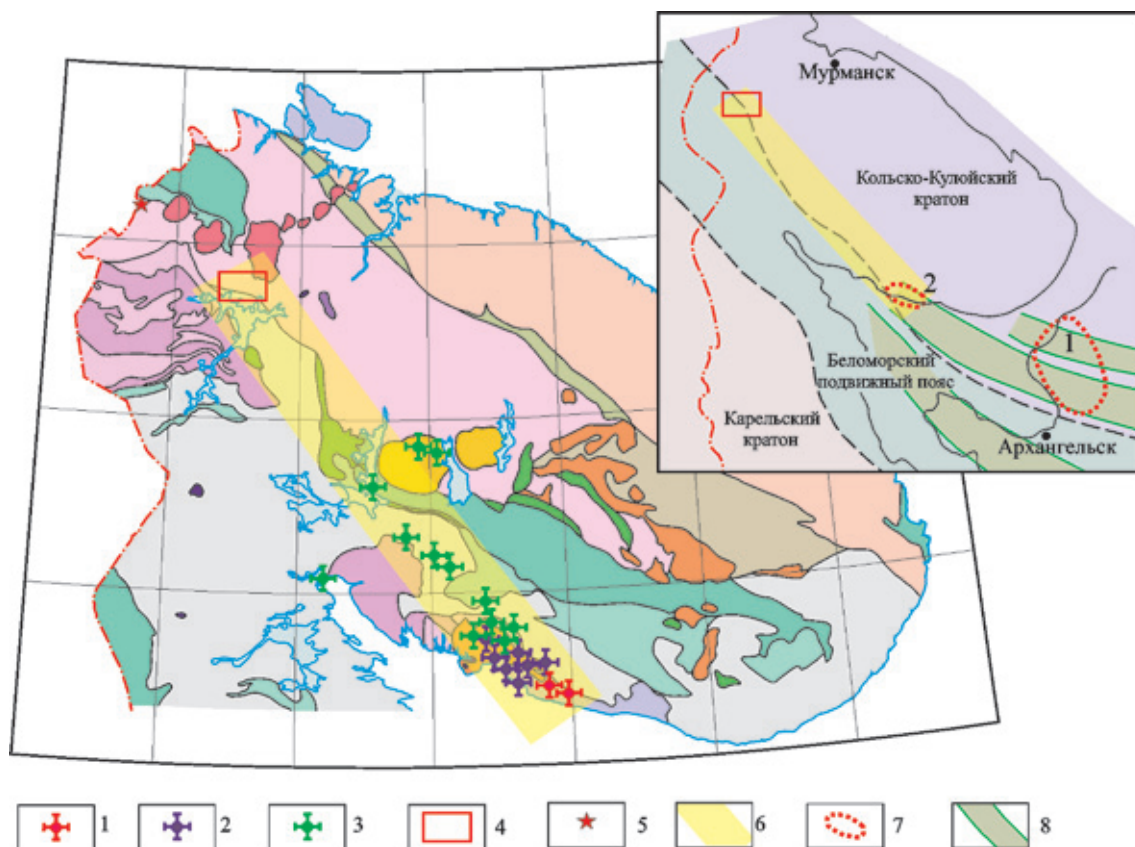 Мурманск
Кольско-Кулойский
кратон
2
1
Беломорский
подвижный пояс
Карельский
кратон
Архангельск
1 2 3 4 5 6 7 8